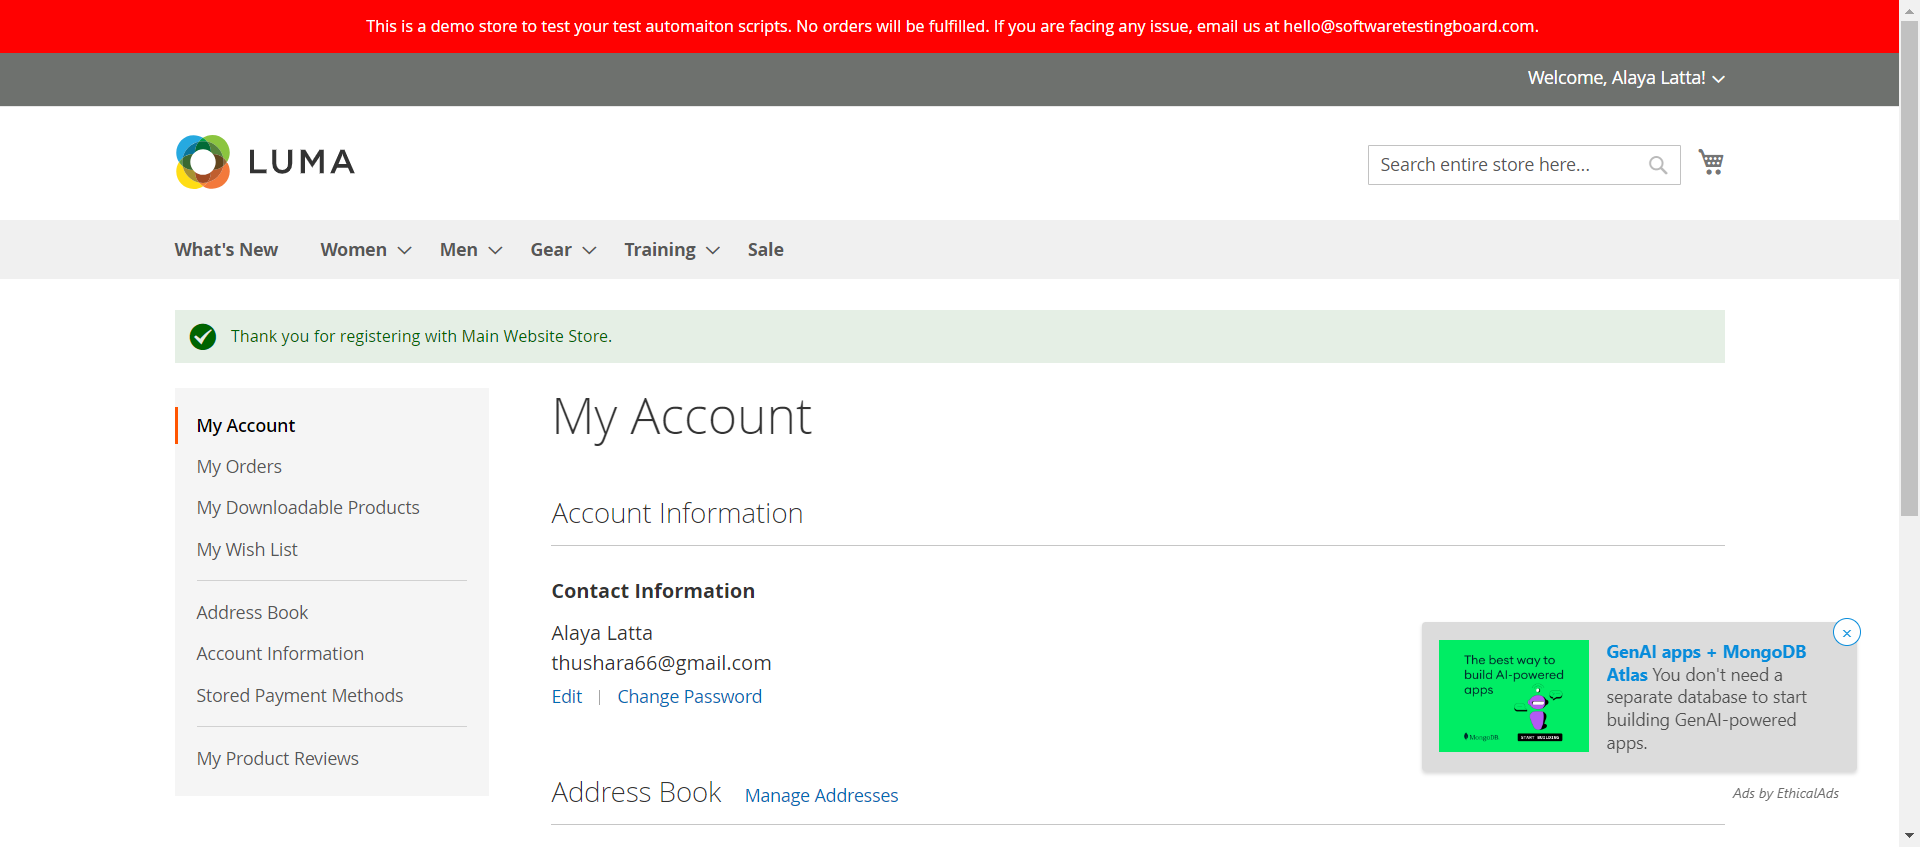 This is a demo store to test your test automaiton scripts. No orders will be fulfilled. If you are facing any issue, email us at hello@softwaretestingboard.com.
Welcome, Alaya Latta!
LUMA
Search entire store here...
What's New Women Men Gear Training Sale
Thank you for registering with Main Website Store.
My Account
My Orders
My Downloadable Products
My Wish List
Address Book
Account Information
Stored Payment Methods
My Product Reviews
My Account
Account Information
Contact Information
Alaya Latta
thushara66@gmail.com
Edit | Change Password
Address Book Manage Addresses
The best way to
build AI-powered
apps
MongoDB
START BUILDING
GenAI apps + MongoDB
Atlas You don't need a
separate database to start
building GenAI-powered
apps.
Ads by EthicalAds